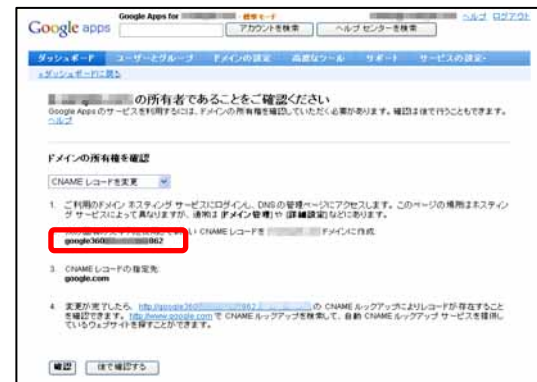 Google apps
Google Apps for - 標準モード
ヘルプ ログアウト
アカウントを検索 ヘルプ センターを検索
ダッシュボード ユーザーとグループ ドメインの設定 高度なツール サポート サービスの設定
«ダッシュボードに戻る
の所有者であることをご確認ください
Google Apps のサービスを利用するには、ドメインの所有権を確認していただく必要があります。確認は後で行うこともできます。
ヘルプ
ドメインの所有権を確認
CNAME レコードを変更
1. ご利用のドメイン ホスティング サービスにログインし、DNS の管理ページにアクセスします。このページの場所はホスティン
グ サービスによって異なりますが、通常は [ドメイン管理] や [詳細設定] などにあります。
CNAME レコードを ドメインに作成
google360 862
3. CNAME レコードの指定先:
google.com
4. 変更が完了したら、http://google360 862. の CNAME ルックアップによりレコードが存在すること
を確認できます。http://www.google.com で CNAME ルックアップを検索して、自動 CNAME ルックアップ サービスを提供し
ているウェブサイトを探すことができます。
確認 後で確認する